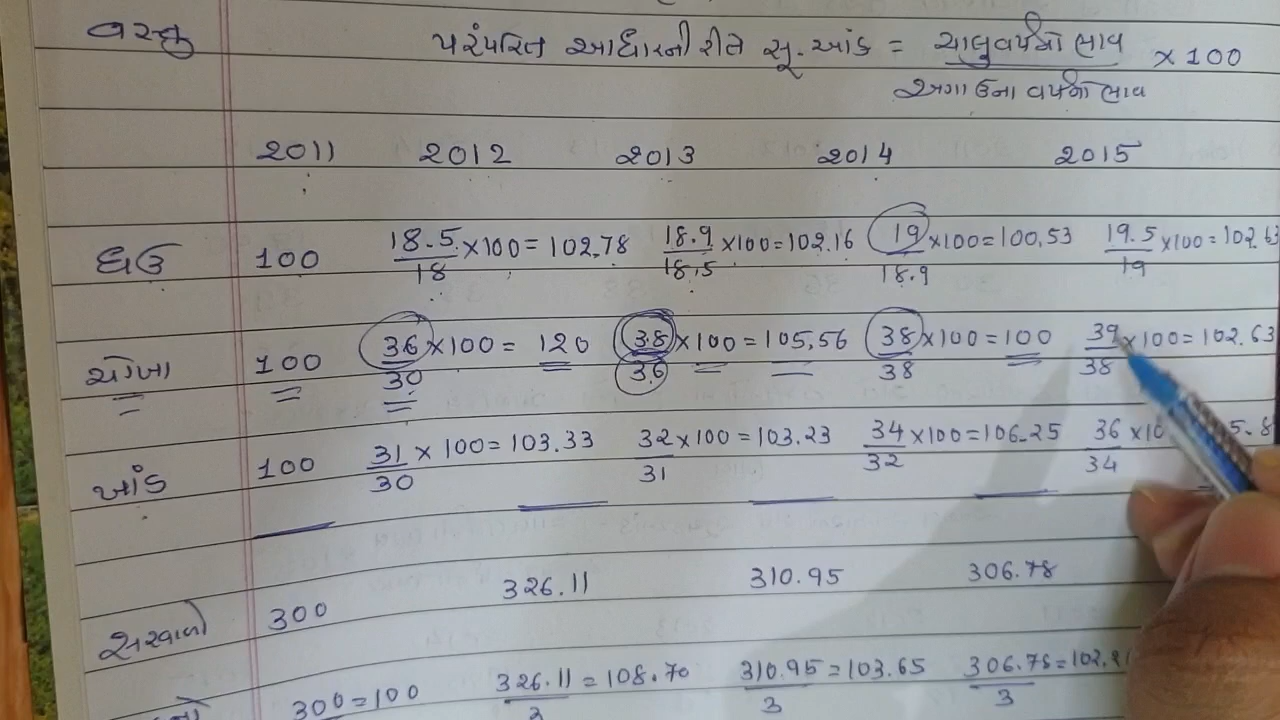 વસ્તુ પરંપરિત આધારની રીતે સૂ.આંક = ચાલુવર્ષનો ભાવ / અગાઉના વર્ષનો ભાવ × 100
2011 2012 2013 2014 2015
ઘઉં 100 18.5/18 ×100= 102.78 18.9/18.5 ×100=102.16 19/18.9 ×100=100.53 19.5/19 ×100=102.63
ચોખા 100 36/30 ×100= 120 38/36 ×100=105.56 38/38 ×100=100 39/38 ×100=102.63
ખાંડ 100 31/30 ×100=103.33 32/31 ×100=103.23 34/32 ×100=106.25 36/34 ×10 5.8
સરવાળો 300 326.11 310.95 306.78
300=100 326.11/3 =108.70 310.95/3 =103.65 306.78/3 =102.2